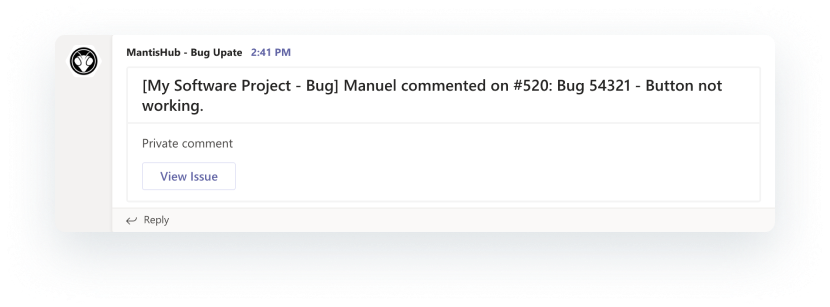 MantisHub - Bug Upate 2:41 PM
[My Software Project - Bug] Manuel commented on #520: Bug 54321 - Button not
working.
Private comment
View Issue
Reply